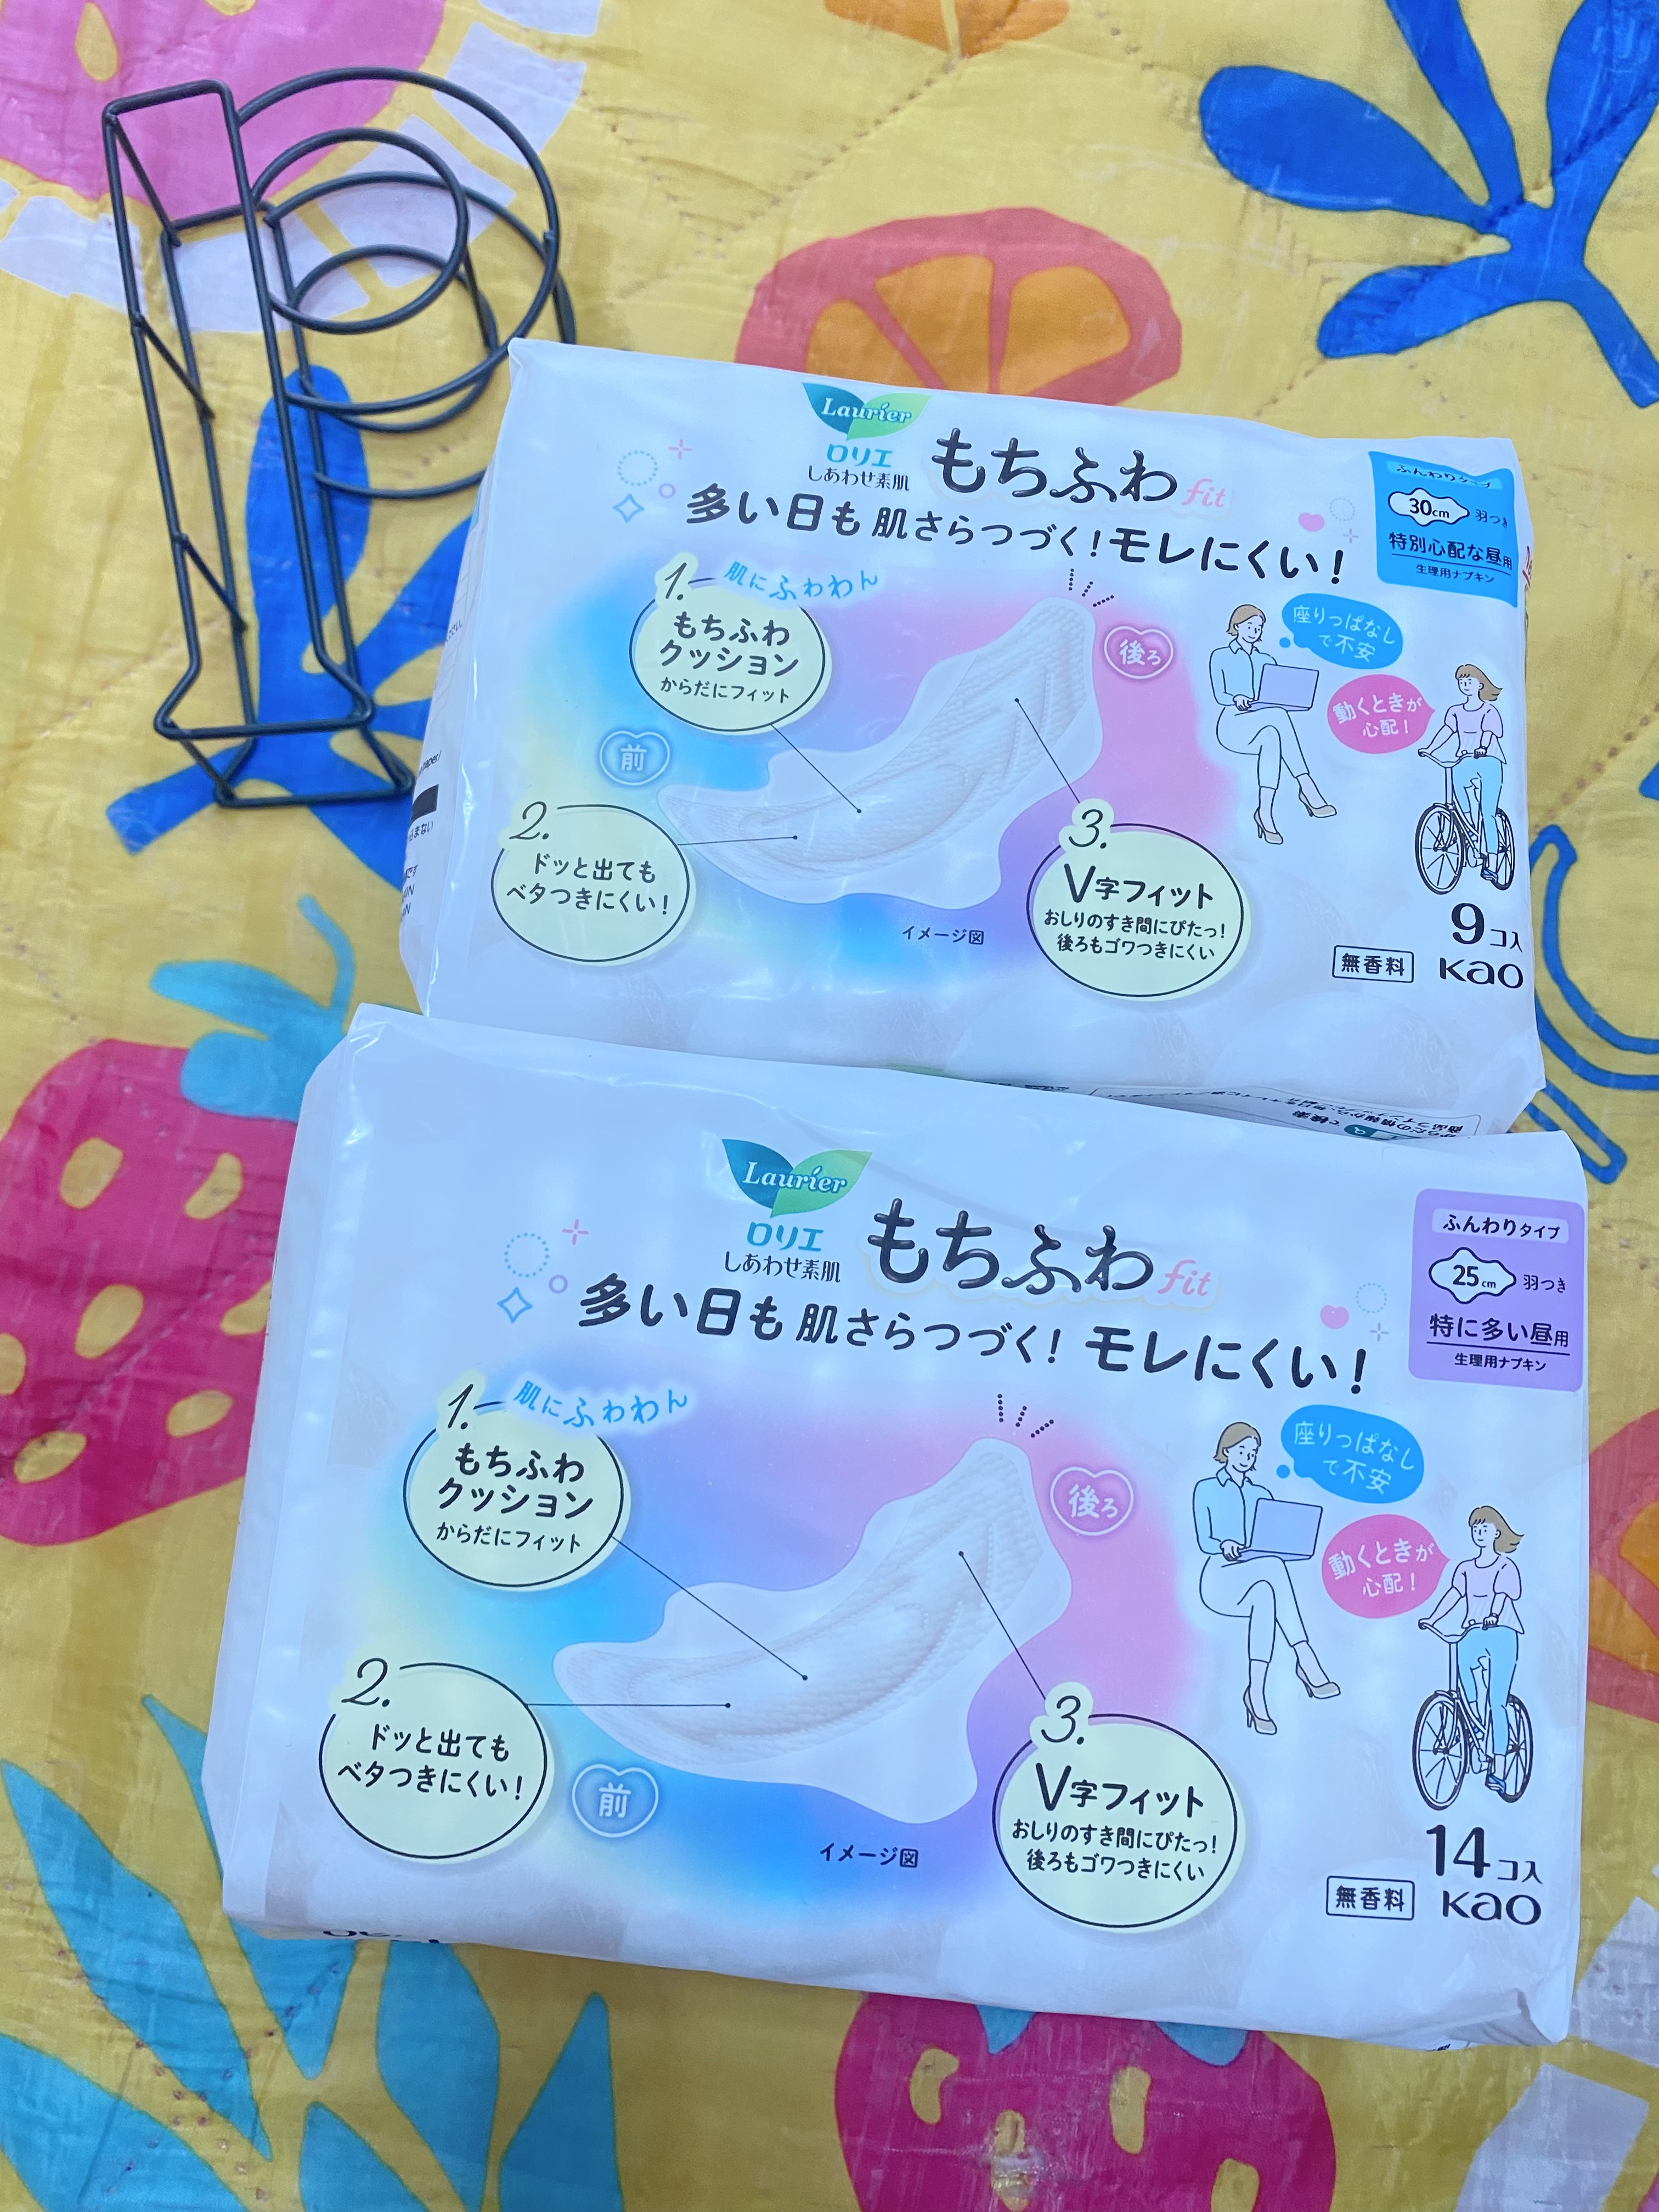 Laurier
ロリエ
しあわせ素肌
もちふわfit
多い日も 肌さらつづく!モレにくい!
ふんわりタイプ
30cm 羽つき
特別心配な昼用
生理用ナプキン
1. 肌にふわわん
もちふわ
クッション
からだにフィット
後ろ
座りっぱなし
で不安
動くときが
心配!
前
2.
ドッと出ても
ベタつきにくい!
3.
V字フィット
おしりのすき間にぴたっ!
後ろもゴワつきにくい
イメージ図
9コ入
無香料 kao
Laurier
ロリエ
しあわせ素肌
もちふわfit
多い日も 肌さらつづく! モレにくい!
ふんわりタイプ
25cm 羽つき
特に多い昼用
生理用ナプキン
1. 肌にふわわん
もちふわ
クッション
からだにフィット
後ろ
座りっぱなし
で不安
動くときが
心配!
2.
ドッと出ても
ベタつきにくい!
前
3.
V字フィット
おしりのすき間にぴたっ!
後ろもゴワつきにくい
イメージ図
14コ入
無香料 kao